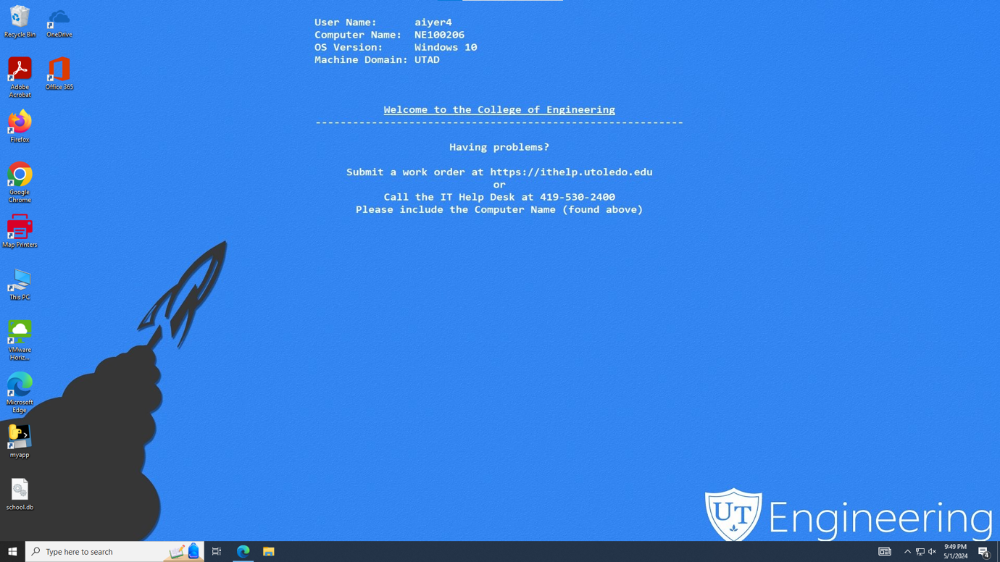 User Name: aiyer4
Computer Name: NE100206
OS Version: Windows 10
Machine Domain: UTAD
Welcome to the College of Engineering
-----------------------------------------------------------
Having problems?
Submit a work order at https://ithelp.utoledo.edu
or
Call the IT Help Desk at 419-530-2400
Please include the Computer Name (found above)
Recycle Bin
OneDrive
Adobe
Acrobat
Office 365
Firefox
Google
Chrome
Map Printers
This PC
VMware
Horiz...
Microsoft
Edge
myapp
school.db
UT Engineering
Type here to search
9:49 PM
5/1/2024
4